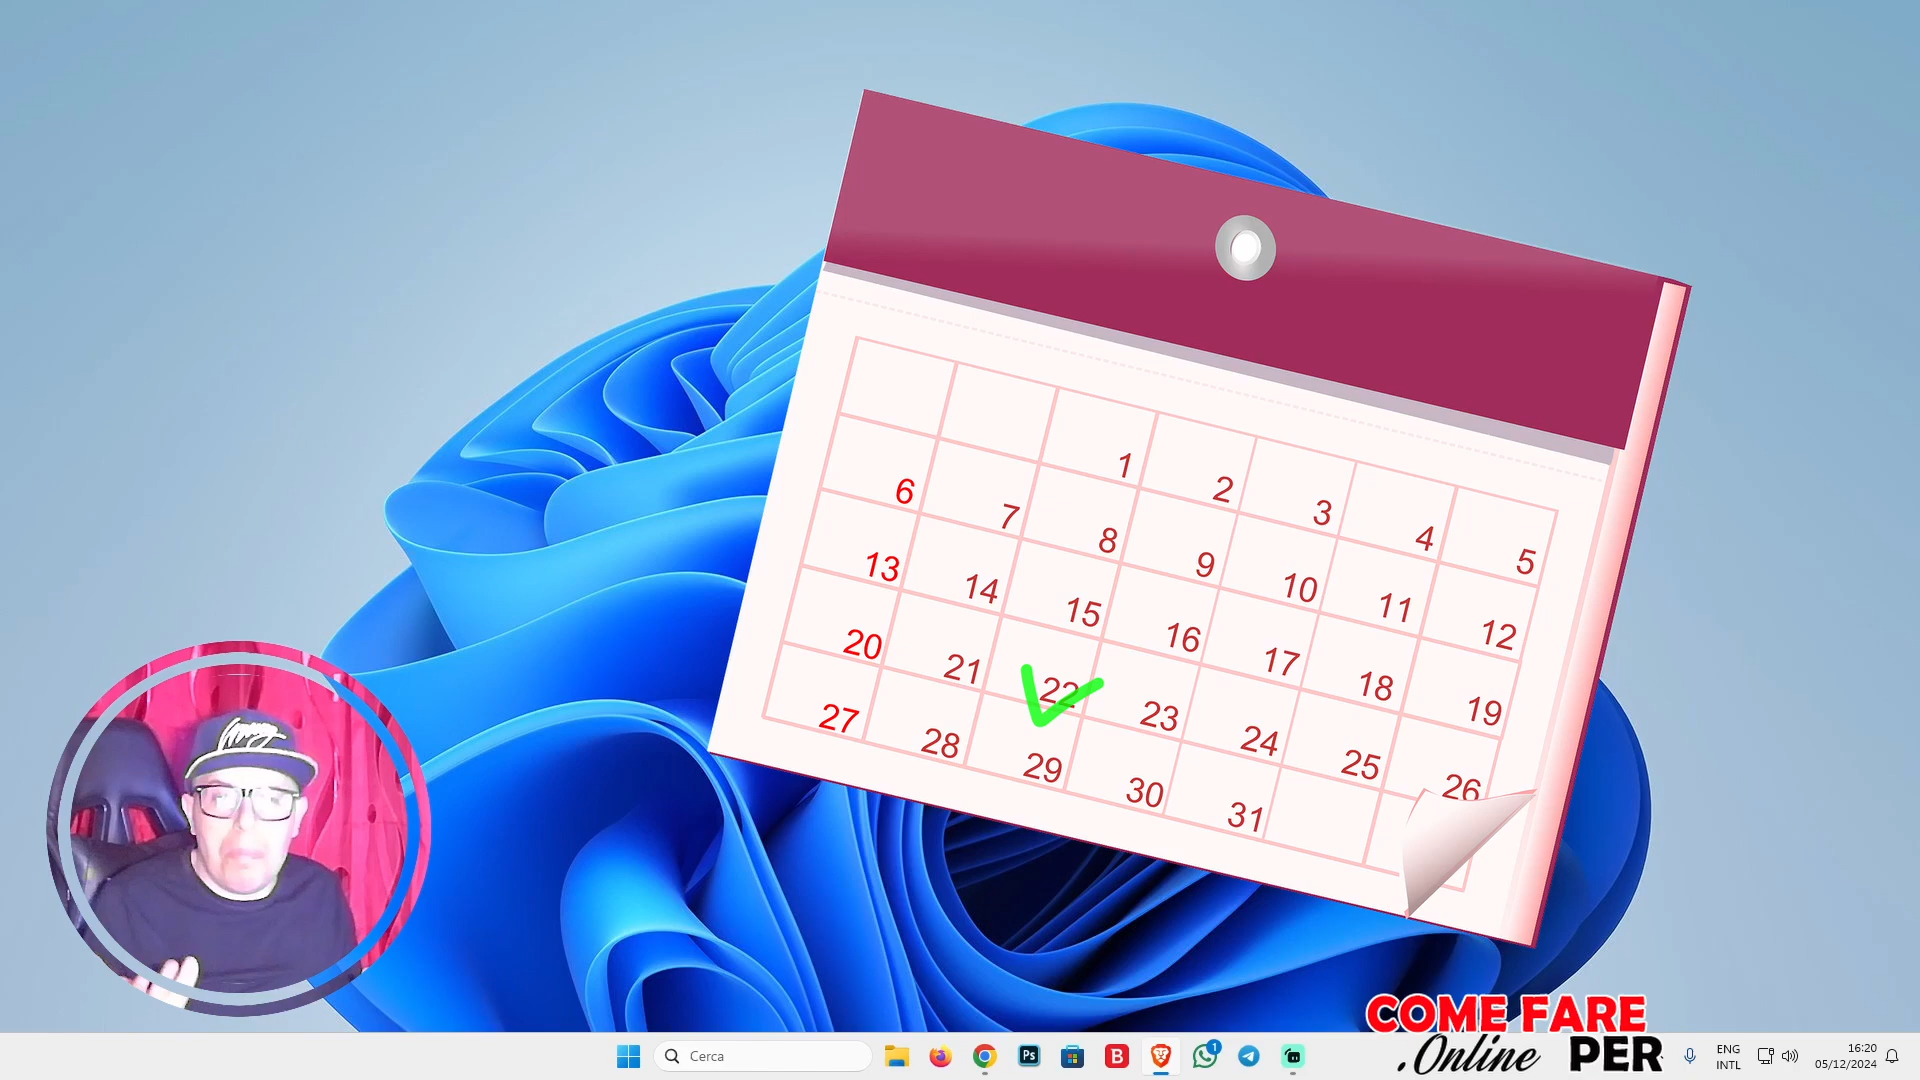 1 2 3 4 5
6 7 8 9 10 11 12
13 14 15 16 17 18 19
20 21 22 23 24 25 26
27 28 29 30 31
COME FARE
.Online PER
Cerca
Ps
B
1
ENG
INTL
16:20
05/12/2024